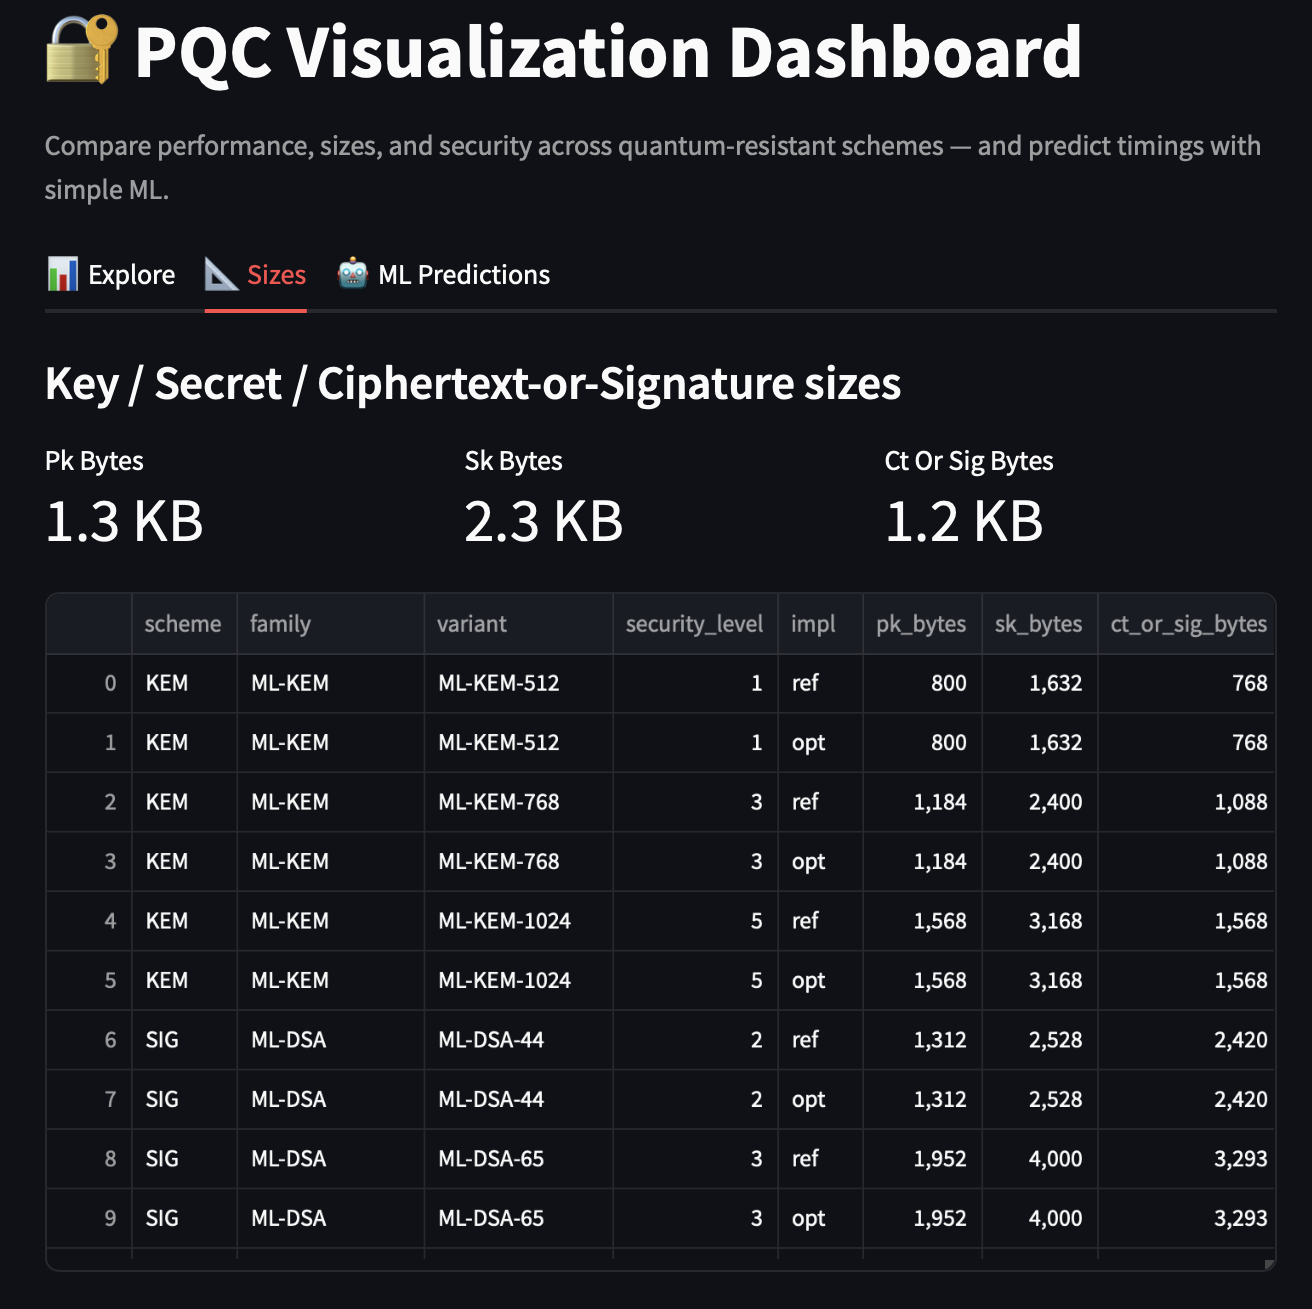 PQC Visualization Dashboard
Compare performance, sizes, and security across quantum-resistant schemes — and predict timings with
simple ML.
Explore Sizes ML Predictions
Key / Secret / Ciphertext-or-Signature sizes
Pk Bytes Sk Bytes Ct Or Sig Bytes
1.3 KB 2.3 KB 1.2 KB
scheme family variant security_level impl pk_bytes sk_bytes ct_or_sig_bytes
0 KEM ML-KEM ML-KEM-512 1 ref 800 1,632 768
1 KEM ML-KEM ML-KEM-512 1 opt 800 1,632 768
2 KEM ML-KEM ML-KEM-768 3 ref 1,184 2,400 1,088
3 KEM ML-KEM ML-KEM-768 3 opt 1,184 2,400 1,088
4 KEM ML-KEM ML-KEM-1024 5 ref 1,568 3,168 1,568
5 KEM ML-KEM ML-KEM-1024 5 opt 1,568 3,168 1,568
6 SIG ML-DSA ML-DSA-44 2 ref 1,312 2,528 2,420
7 SIG ML-DSA ML-DSA-44 2 opt 1,312 2,528 2,420
8 SIG ML-DSA ML-DSA-65 3 ref 1,952 4,000 3,293
9 SIG ML-DSA ML-DSA-65 3 opt 1,952 4,000 3,293